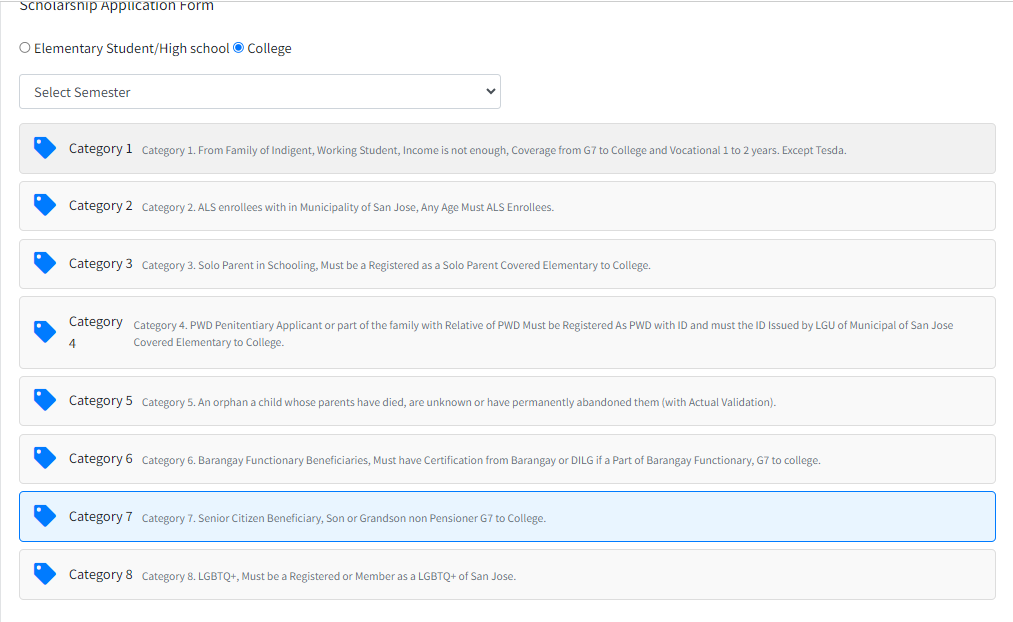 Scholarship Application Form
Elementary Student/High school College
Select Semester
Category 1 Category 1. From Family of Indigent, Working Student, Income is not enough, Coverage from G7 to College and Vocational 1 to 2 years. Except Tesda.
Category 2 Category 2. ALS enrollees with in Municipality of San Jose, Any Age Must ALS Enrollees.
Category 3 Category 3. Solo Parent in Schooling, Must be a Registered as a Solo Parent Covered Elementary to College.
Category 4 Category 4. PWD Penitentiary Applicant or part of the family with Relative of PWD Must be Registered As PWD with ID and must the ID Issued by LGU of Municipal of San Jose
Covered Elementary to College.
Category 5 Category 5. An orphan a child whose parents have died, are unknown or have permanently abandoned them (with Actual Validation).
Category 6 Category 6. Barangay Functionary Beneficiaries, Must have Certification from Barangay or DILG if a Part of Barangay Functionary, G7 to college.
Category 7 Category 7. Senior Citizen Beneficiary, Son or Grandson non Pensioner G7 to College.
Category 8 Category 8. LGBTQ+, Must be a Registered or Member as a LGBTQ+ of San Jose.